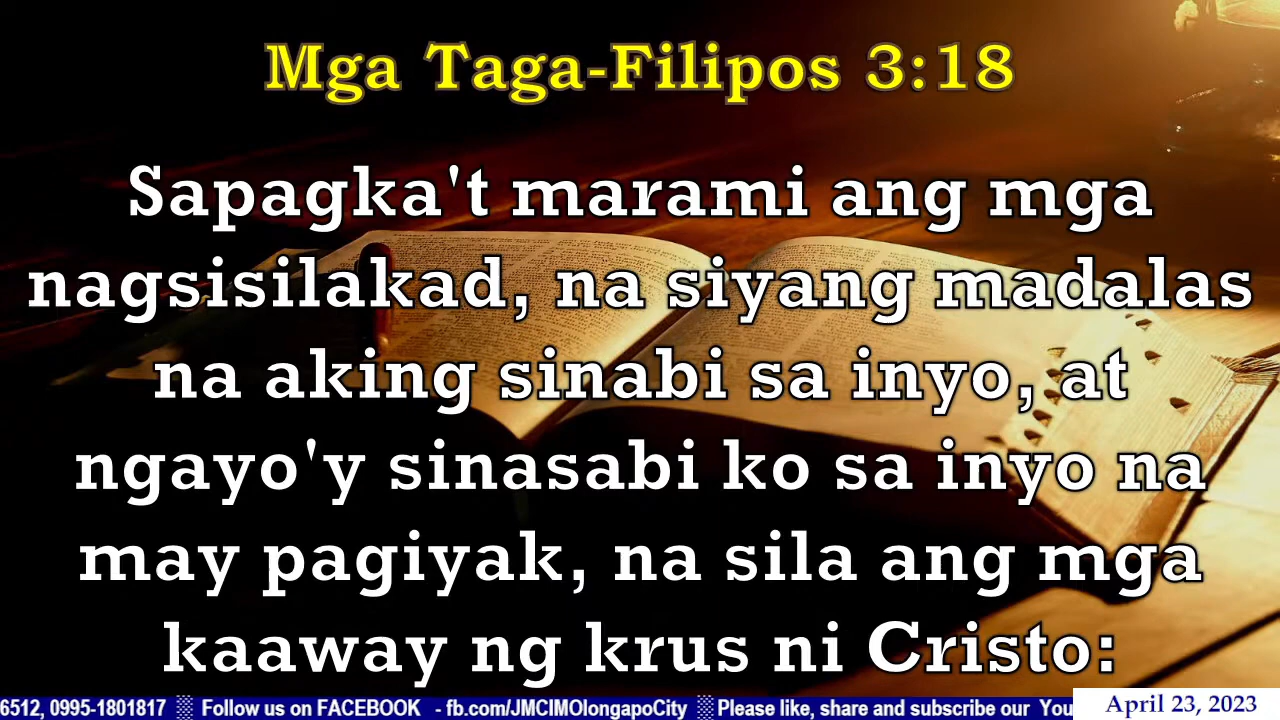 Mga Taga-Filipos 3:18
Sapagka't marami ang mga
nagsisilakad, na siyang madalas
na aking sinabi sa inyo, at
ngayo'y sinasabi ko sa inyo na
may pagiyak, na sila ang mga
kaaway ng krus ni Cristo:
6512, 0995-1801817 ░ Follow us on FACEBOOK - fb.com/JMCIMOlongapoCity ░ Please like, share and subscribe our You
April 23, 2023